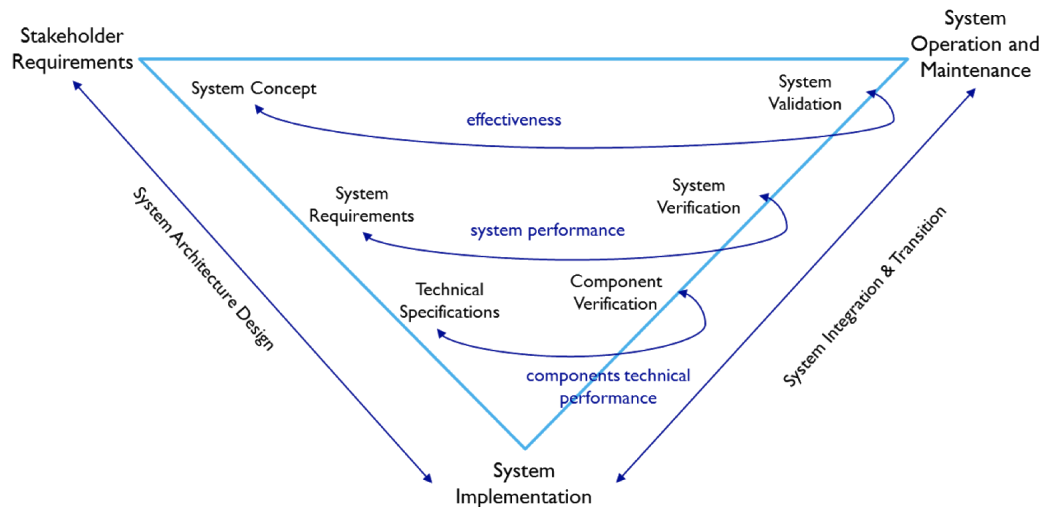 Stakeholder
Requirements
System
Operation and
Maintenance
System Concept
System
Validation
effectiveness
System
Requirements
System
Verification
system performance
System Architecture Design
System Integration & Transition
Technical
Specifications
Component
Verification
components technical
performance
System
Implementation